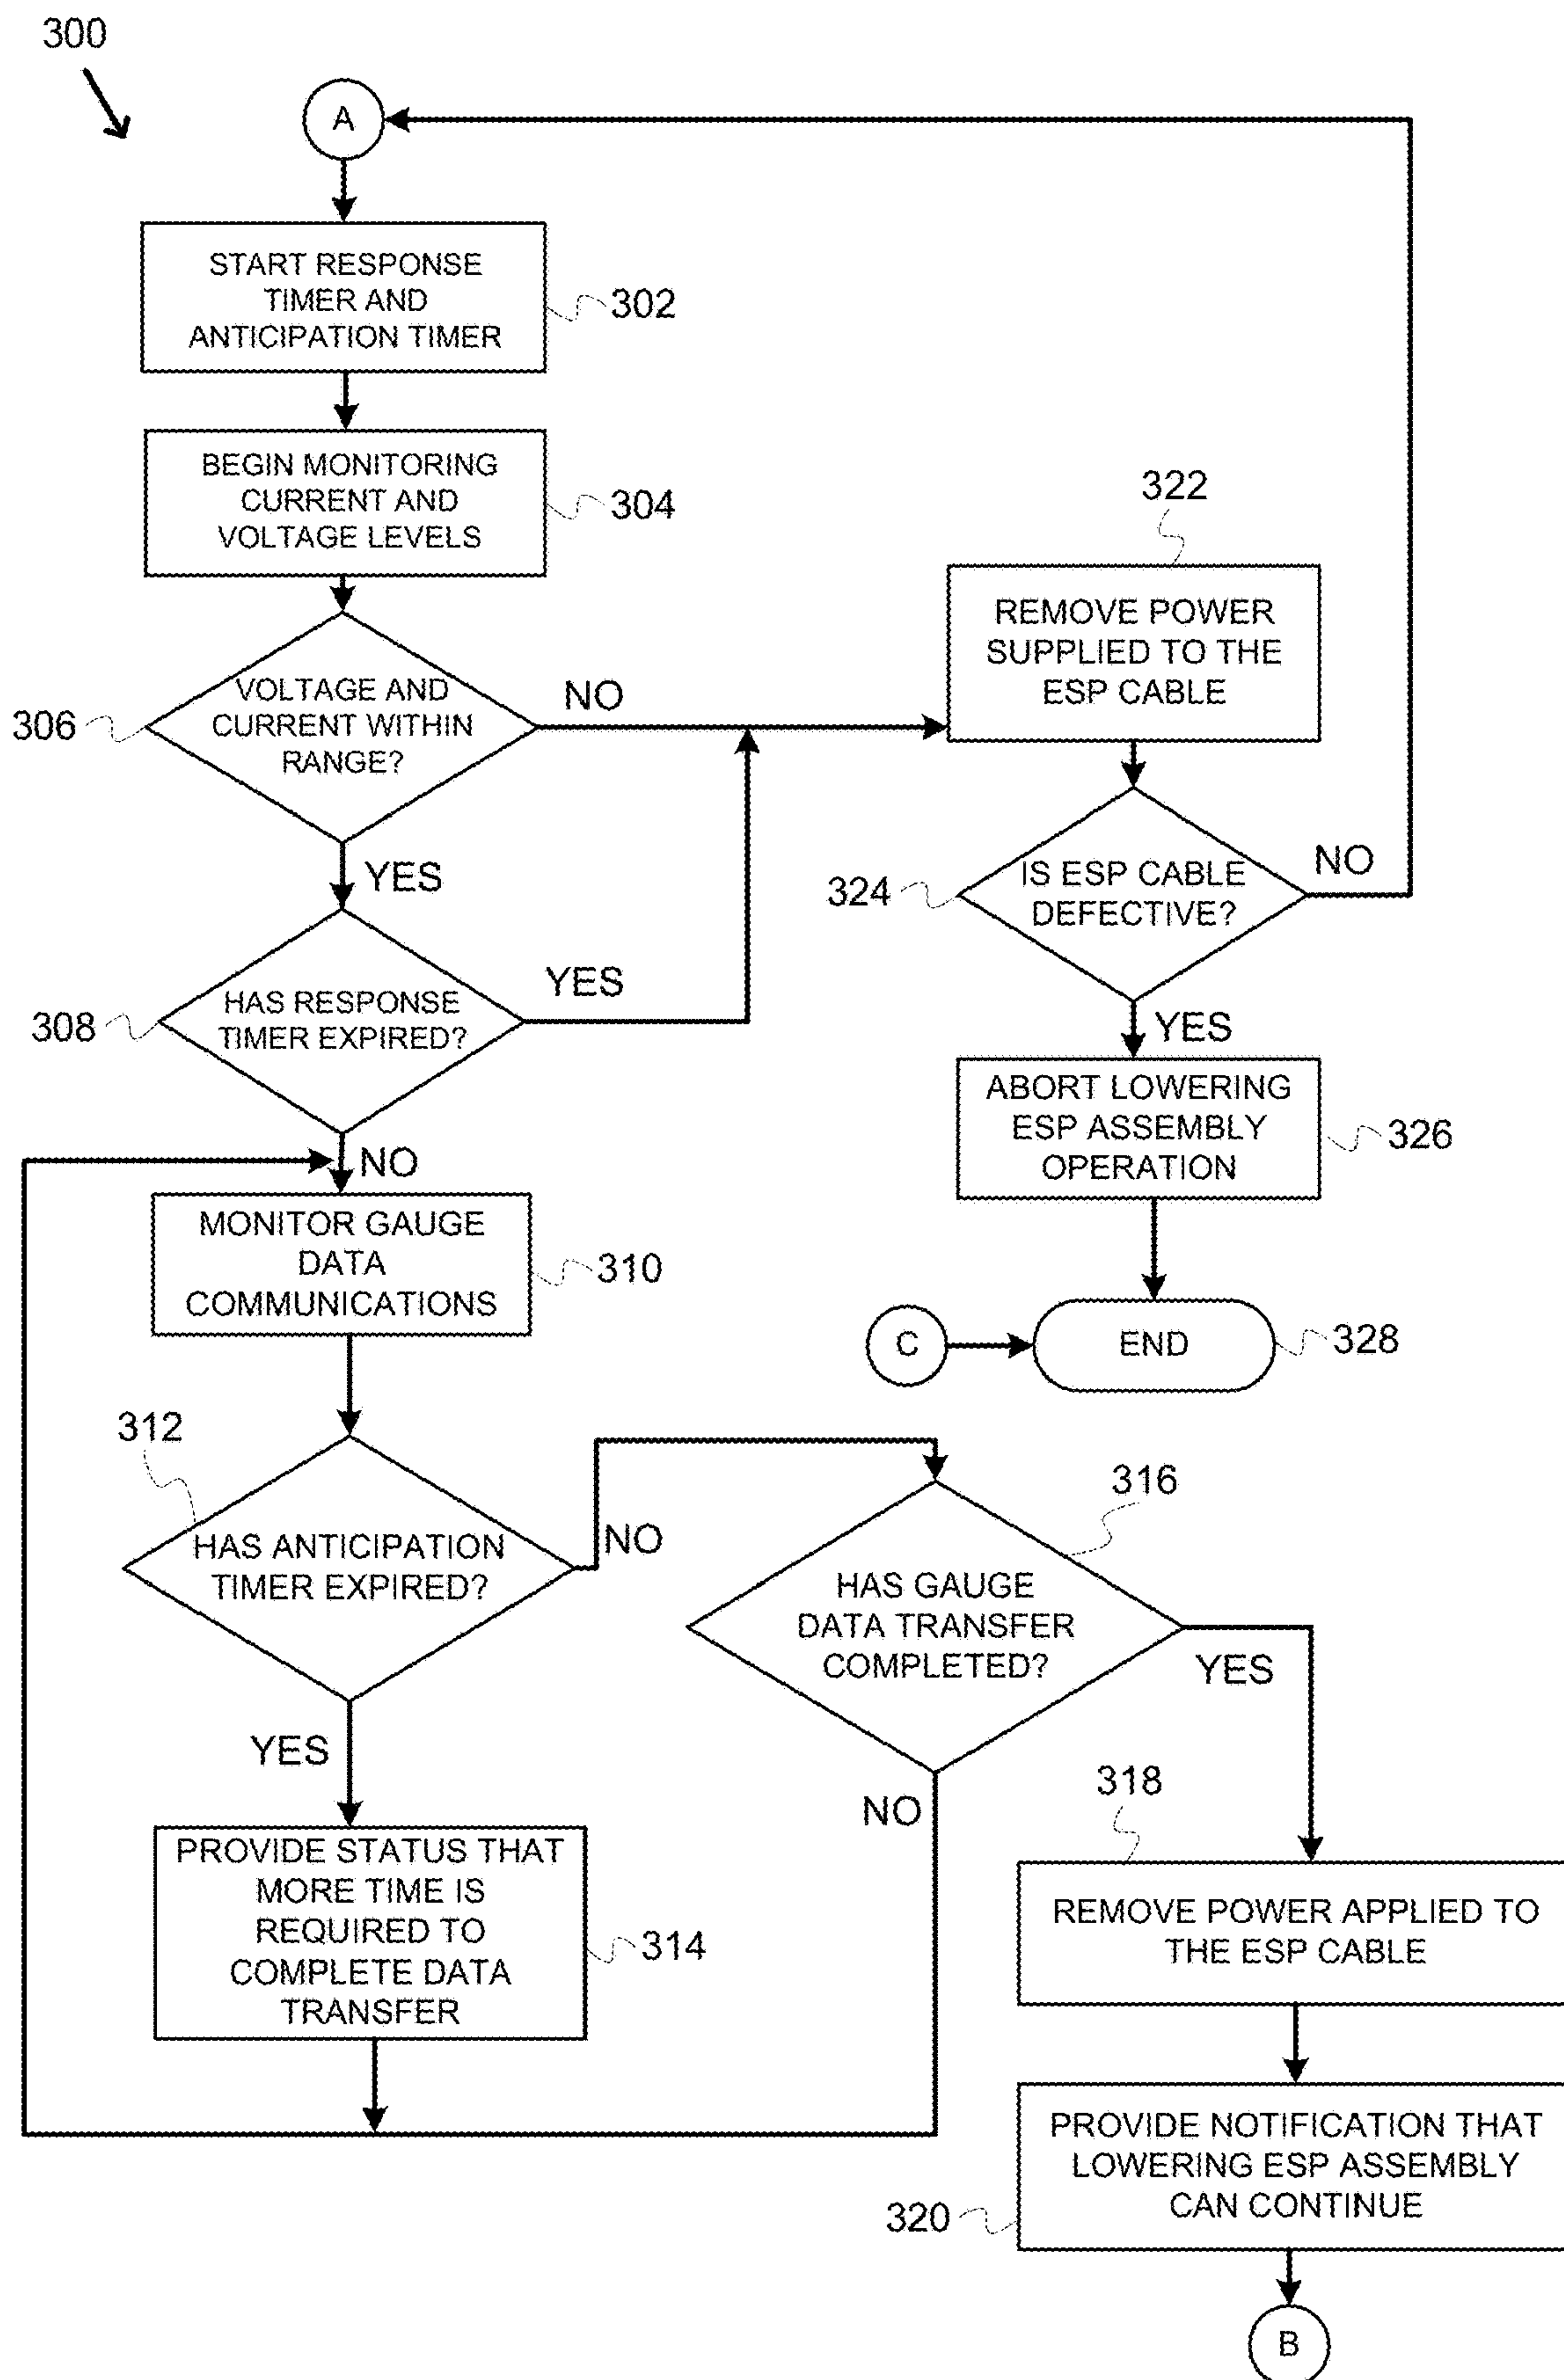 300
A
START RESPONSE
TIMER AND
ANTICIPATION TIMER
302
BEGIN MONITORING
CURRENT AND
VOLTAGE LEVELS
304
VOLTAGE AND
CURRENT WITHIN
RANGE?
306
NO
YES
HAS RESPONSE
TIMER EXPIRED?
308
YES
NO
322
REMOVE POWER
SUPPLIED TO THE
ESP CABLE
IS ESP CABLE
DEFECTIVE?
324
NO
YES
ABORT LOWERING
ESP ASSEMBLY
OPERATION
326
C
END
328
MONITOR GAUGE
DATA
COMMUNICATIONS
310
312
HAS ANTICIPATION
TIMER EXPIRED?
NO
YES
PROVIDE STATUS THAT
MORE TIME IS
REQUIRED TO
COMPLETE DATA
TRANSFER
314
316
HAS GAUGE
DATA TRANSFER
COMPLETED?
YES
NO
318
REMOVE POWER APPLIED TO
THE ESP CABLE
PROVIDE NOTIFICATION THAT
LOWERING ESP ASSEMBLY
CAN CONTINUE
320
B